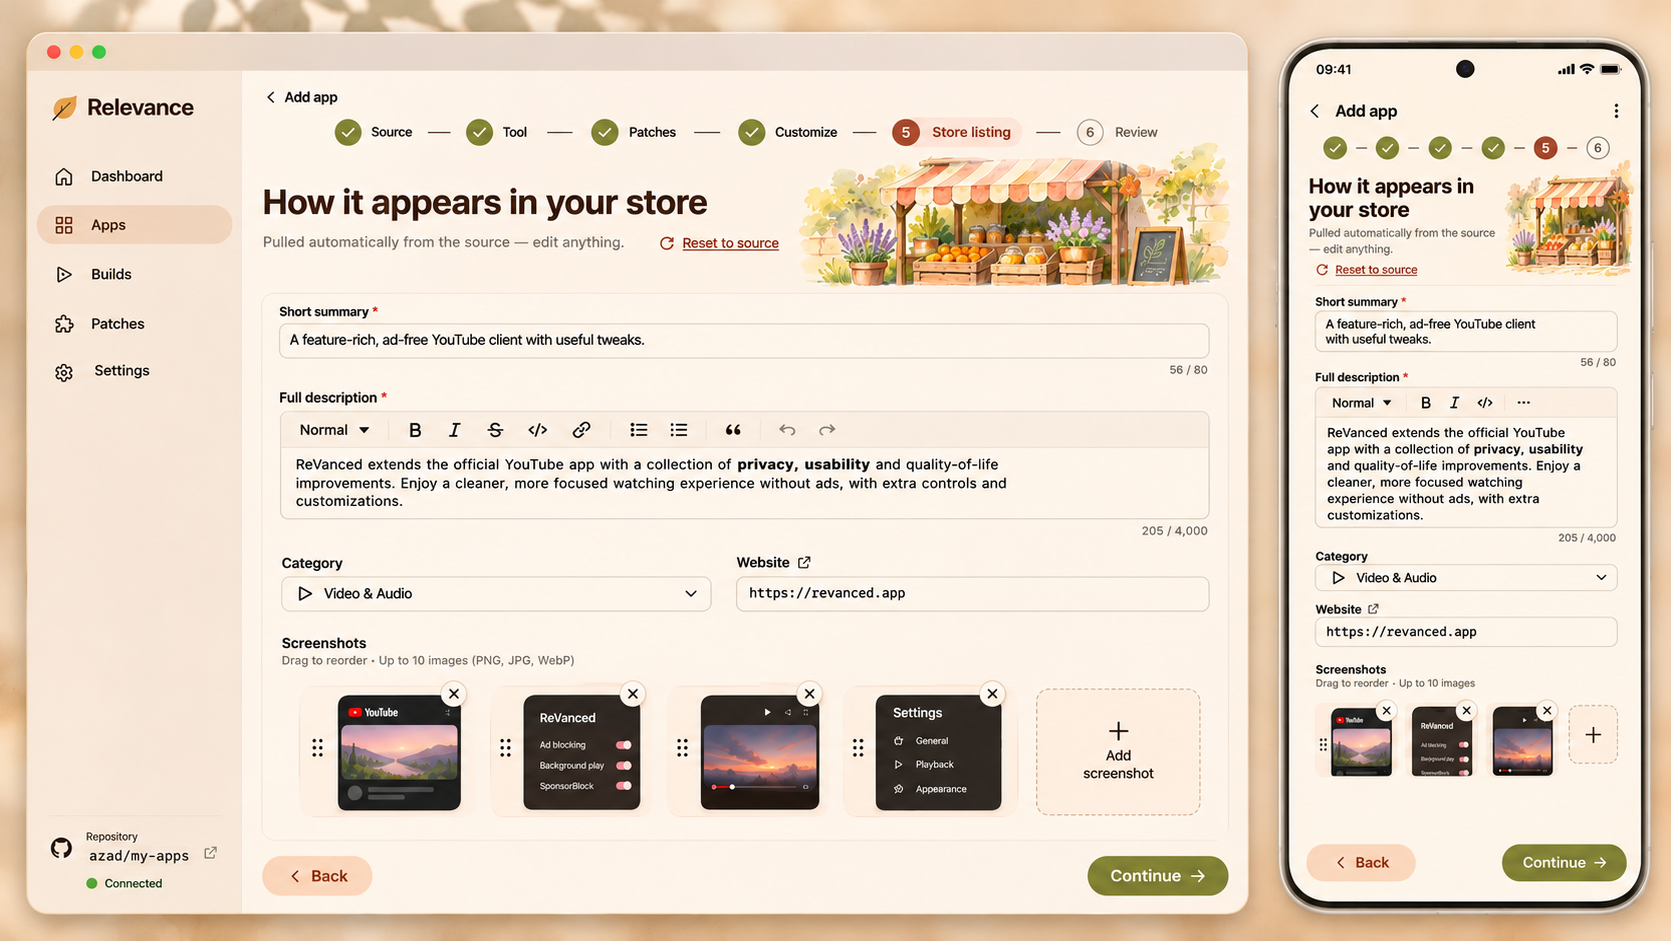 Relevance
Dashboard
Apps
Builds
Patches
Settings
Repository
azad/my-apps
Connected
Add app
Source
Tool
Patches
Customize
5 Store listing
6 Review
How it appears in your store
Pulled automatically from the source — edit anything.
Reset to source
Short summary *
A feature-rich, ad-free YouTube client with useful tweaks.
56 / 80
Full description *
Normal B I S </> “
ReVanced extends the official YouTube app with a collection of privacy, usability and quality-of-life
improvements. Enjoy a cleaner, more focused watching experience without ads, with extra controls and
customizations.
205 / 4,000
Category
Video & Audio
Website
https://revanced.app
Screenshots
Drag to reorder • Up to 10 images (PNG, JPG, WebP)
YouTube
ReVanced
Ad blocking
Background play
SponsorBlock
Settings
General
Playback
Appearance
Add
screenshot
Back
Continue
09:41
Add app
5
6
How it appears in
your store
Pulled automatically from the source
— edit anything.
Reset to source
Short summary *
A feature-rich, ad-free YouTube client
with useful tweaks.
56 / 80
Full description *
Normal B I </>
ReVanced extends the official YouTube
app with a collection of privacy, usability
and quality-of-life improvements. Enjoy a
cleaner, more focused watching
experience without ads, with extra
customizations.
205 / 4,000
Category
Video & Audio
Website
https://revanced.app
Screenshots
Drag to reorder • Up to 10 images
YouTube
ReVanced
Ad blocking
Background play
SponsorBlock
Back
Continue